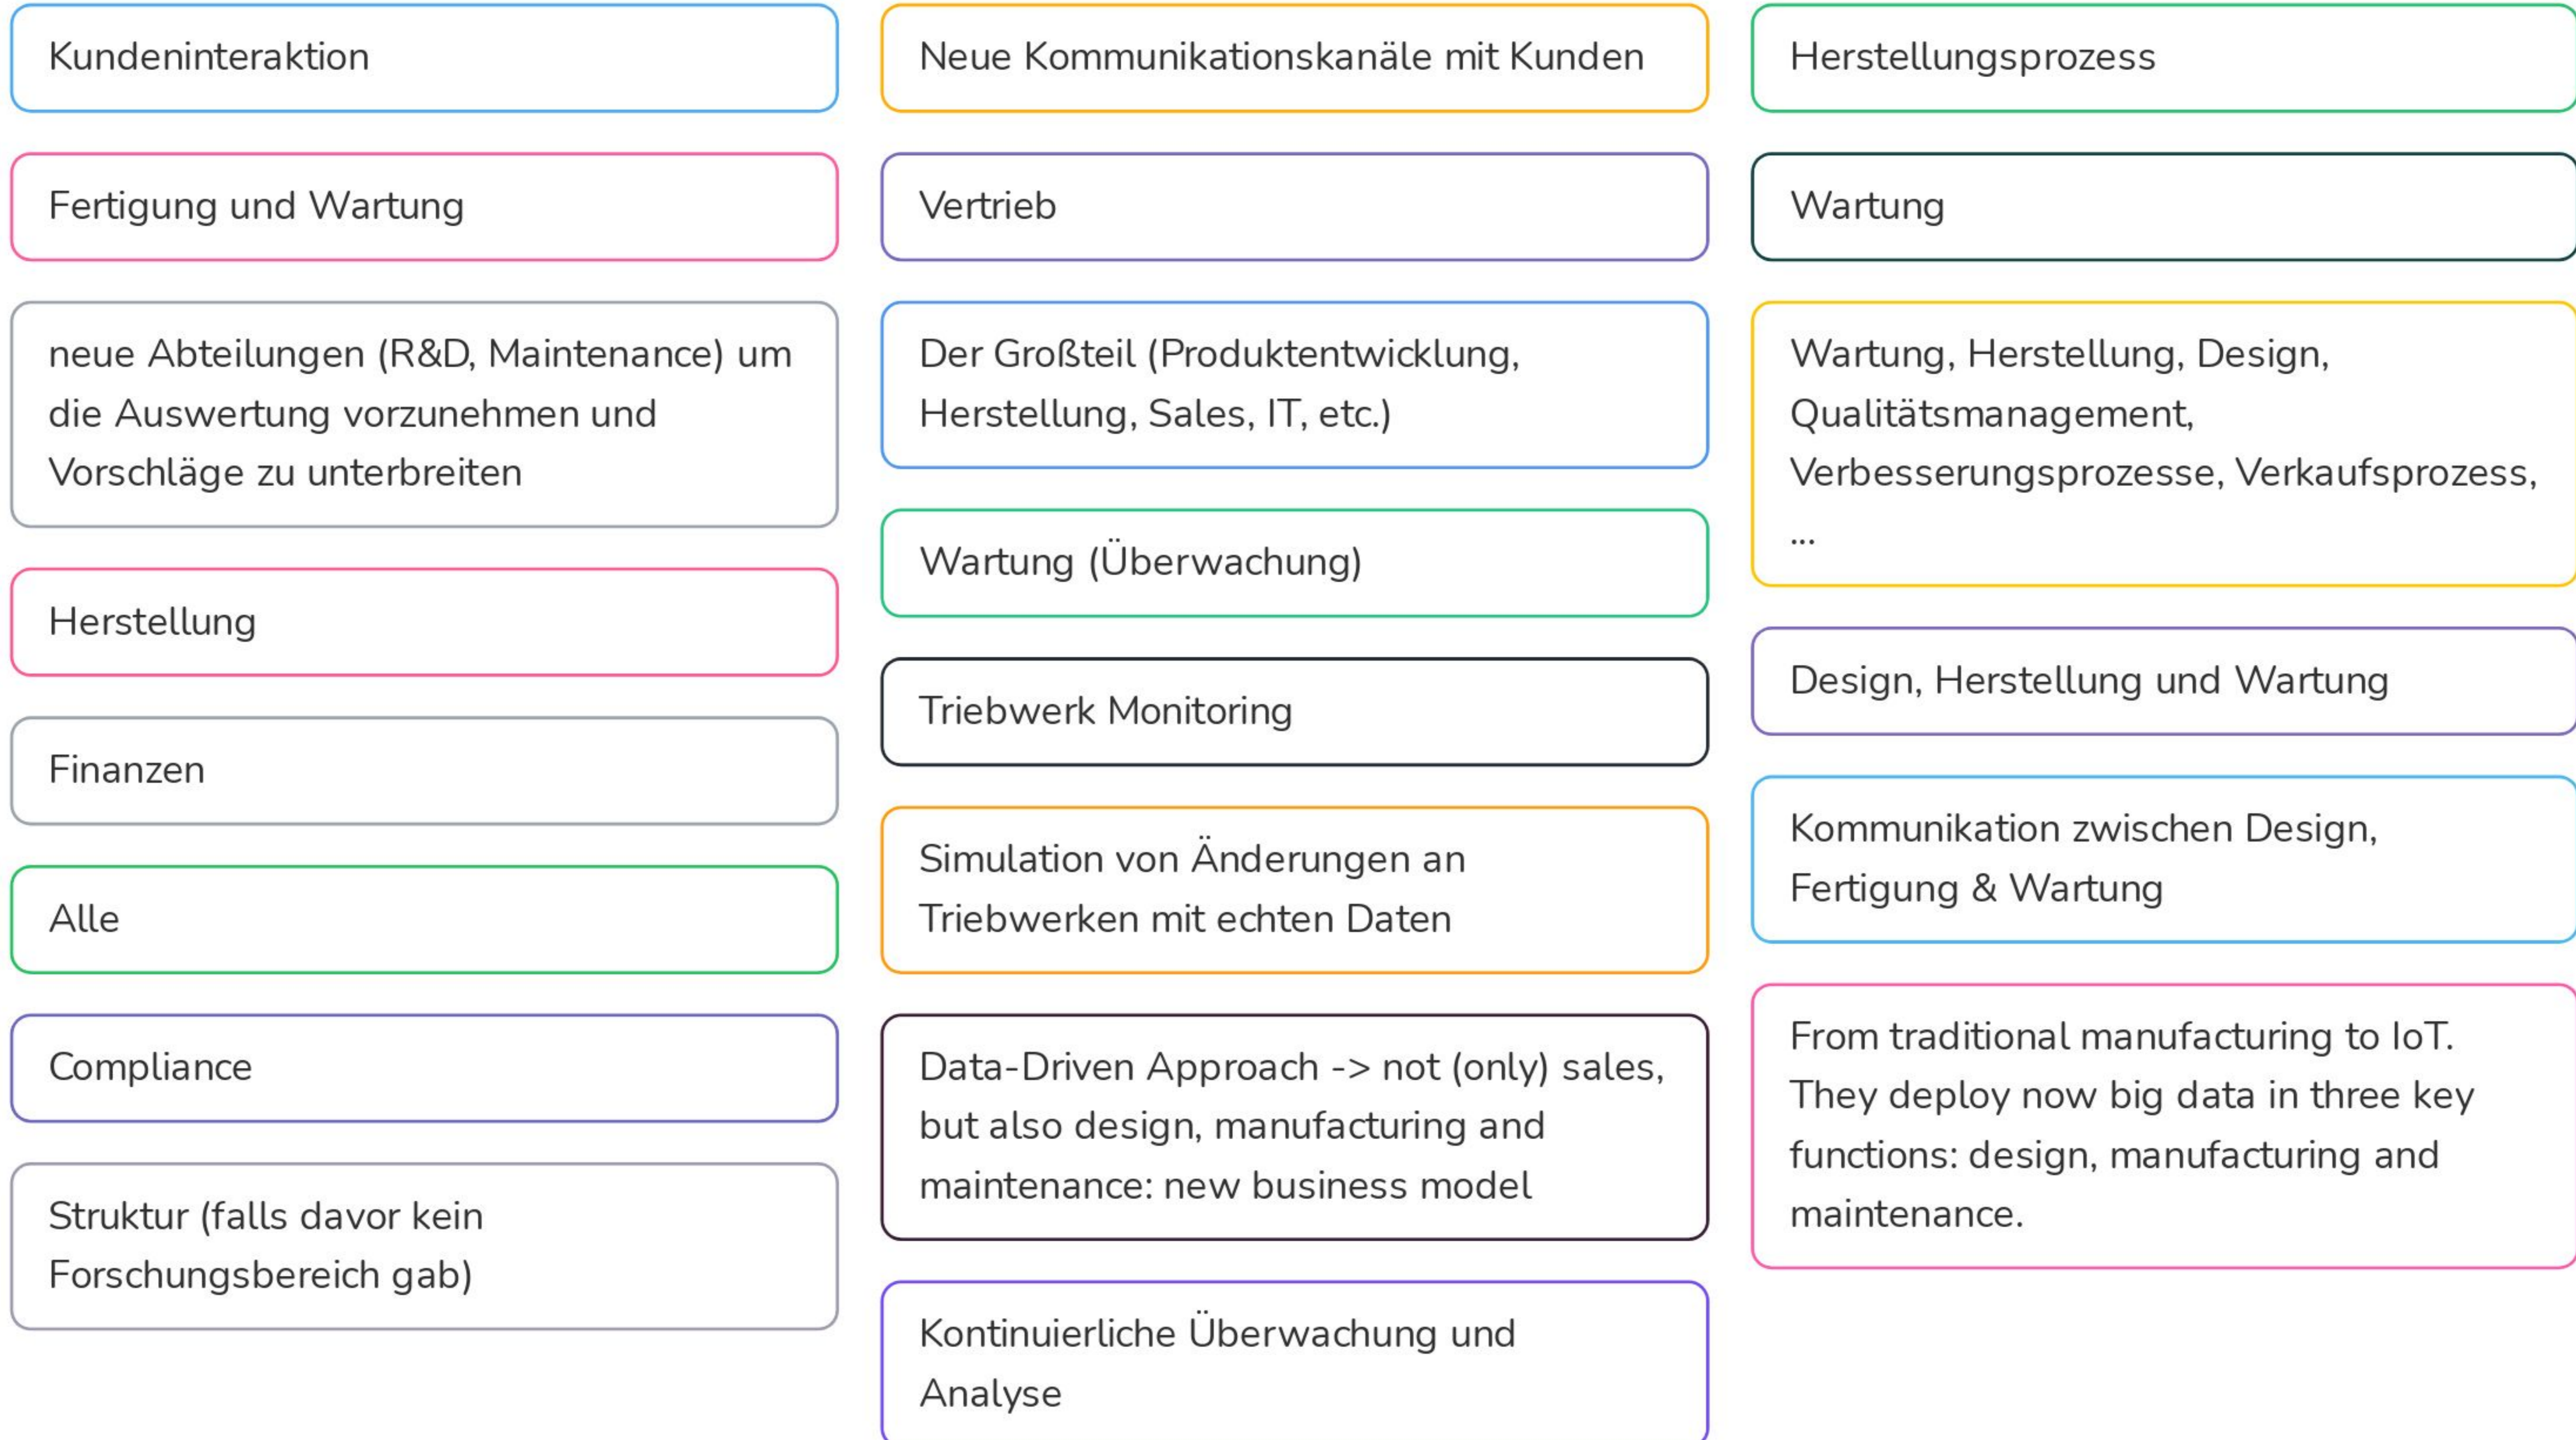 Kundeninteraktion
Fertigung und Wartung
neue Abteilungen (R&D, Maintenance) um
die Auswertung vorzunehmen und
Vorschläge zu unterbreiten
Herstellung
Finanzen
Alle
Compliance
Struktur (falls davor kein
Forschungsbereich gab)
Neue Kommunikationskanäle mit Kunden
Vertrieb
Der Großteil (Produktentwicklung,
Herstellung, Sales, IT, etc.)
Wartung (Überwachung)
Triebwerk Monitoring
Simulation von Änderungen an
Triebwerken mit echten Daten
Data-Driven Approach -> not (only) sales,
but also design, manufacturing and
maintenance: new business model
Kontinuierliche Überwachung und
Analyse
Herstellungsprozess
Wartung
Wartung, Herstellung, Design,
Qualitätsmanagement,
Verbesserungsprozesse, Verkaufsprozess,
...
Design, Herstellung und Wartung
Kommunikation zwischen Design,
Fertigung & Wartung
From traditional manufacturing to IoT.
They deploy now big data in three key
functions: design, manufacturing and
maintenance.